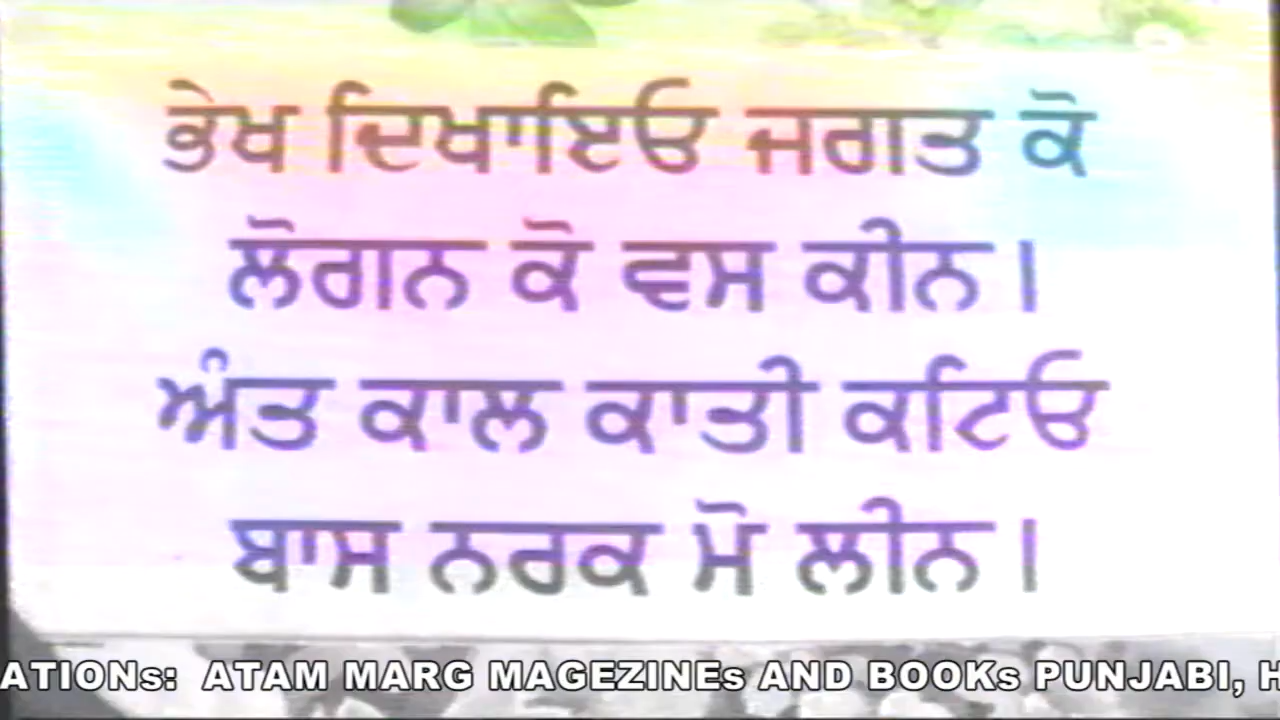 ਭੇਖ ਦਿਖਾਇਓ ਜਗਤ ਕੋ
ਲੋਗਨ ਕੋ ਵਸ ਕੀਨ।
ਅੰਤ ਕਾਲ ਕਾਤੀ ਕਟਿਓ
ਬਾਸ ਨਰਕ ਮੋ ਲੀਨ।
ATIONs: ATAM MARG MAGEZINEs AND BOOKs PUNJABI, H